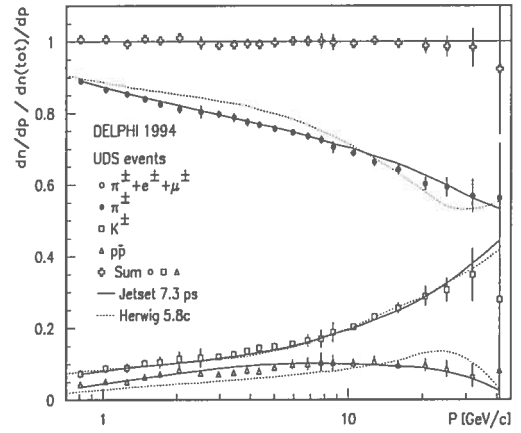 dn/dp / dn(tot)/dp
1
0.8
0.6
0.4
0.2
0
DELPHI 1994
UDS events
π± + e± + μ±
π±
K±
pp̄
Sum
Jetset 7.3 ps
Herwig 5.8c
1
10
P [GeV/c]